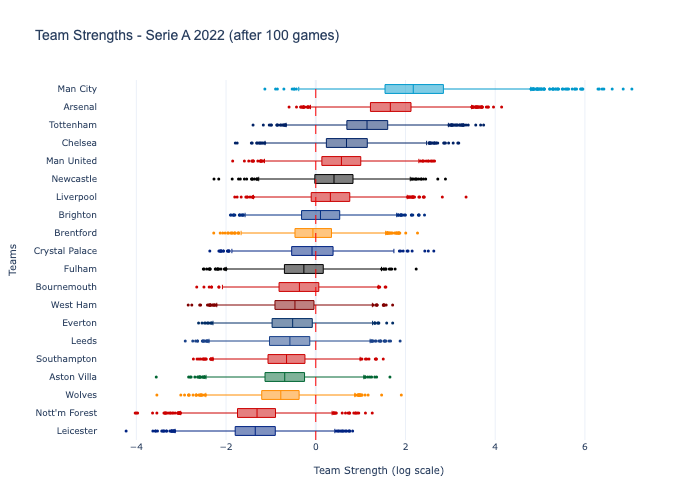 Team Strengths - Serie A 2022 (after 100 games)
Man City
Arsenal
Tottenham
Chelsea
Man United
Newcastle
Liverpool
Brighton
Brentford
Crystal Palace
Fulham
Bournemouth
West Ham
Everton
Leeds
Southampton
Aston Villa
Wolves
Nott'm Forest
Leicester
Teams
−4 −2 0 2 4 6
Team Strength (log scale)